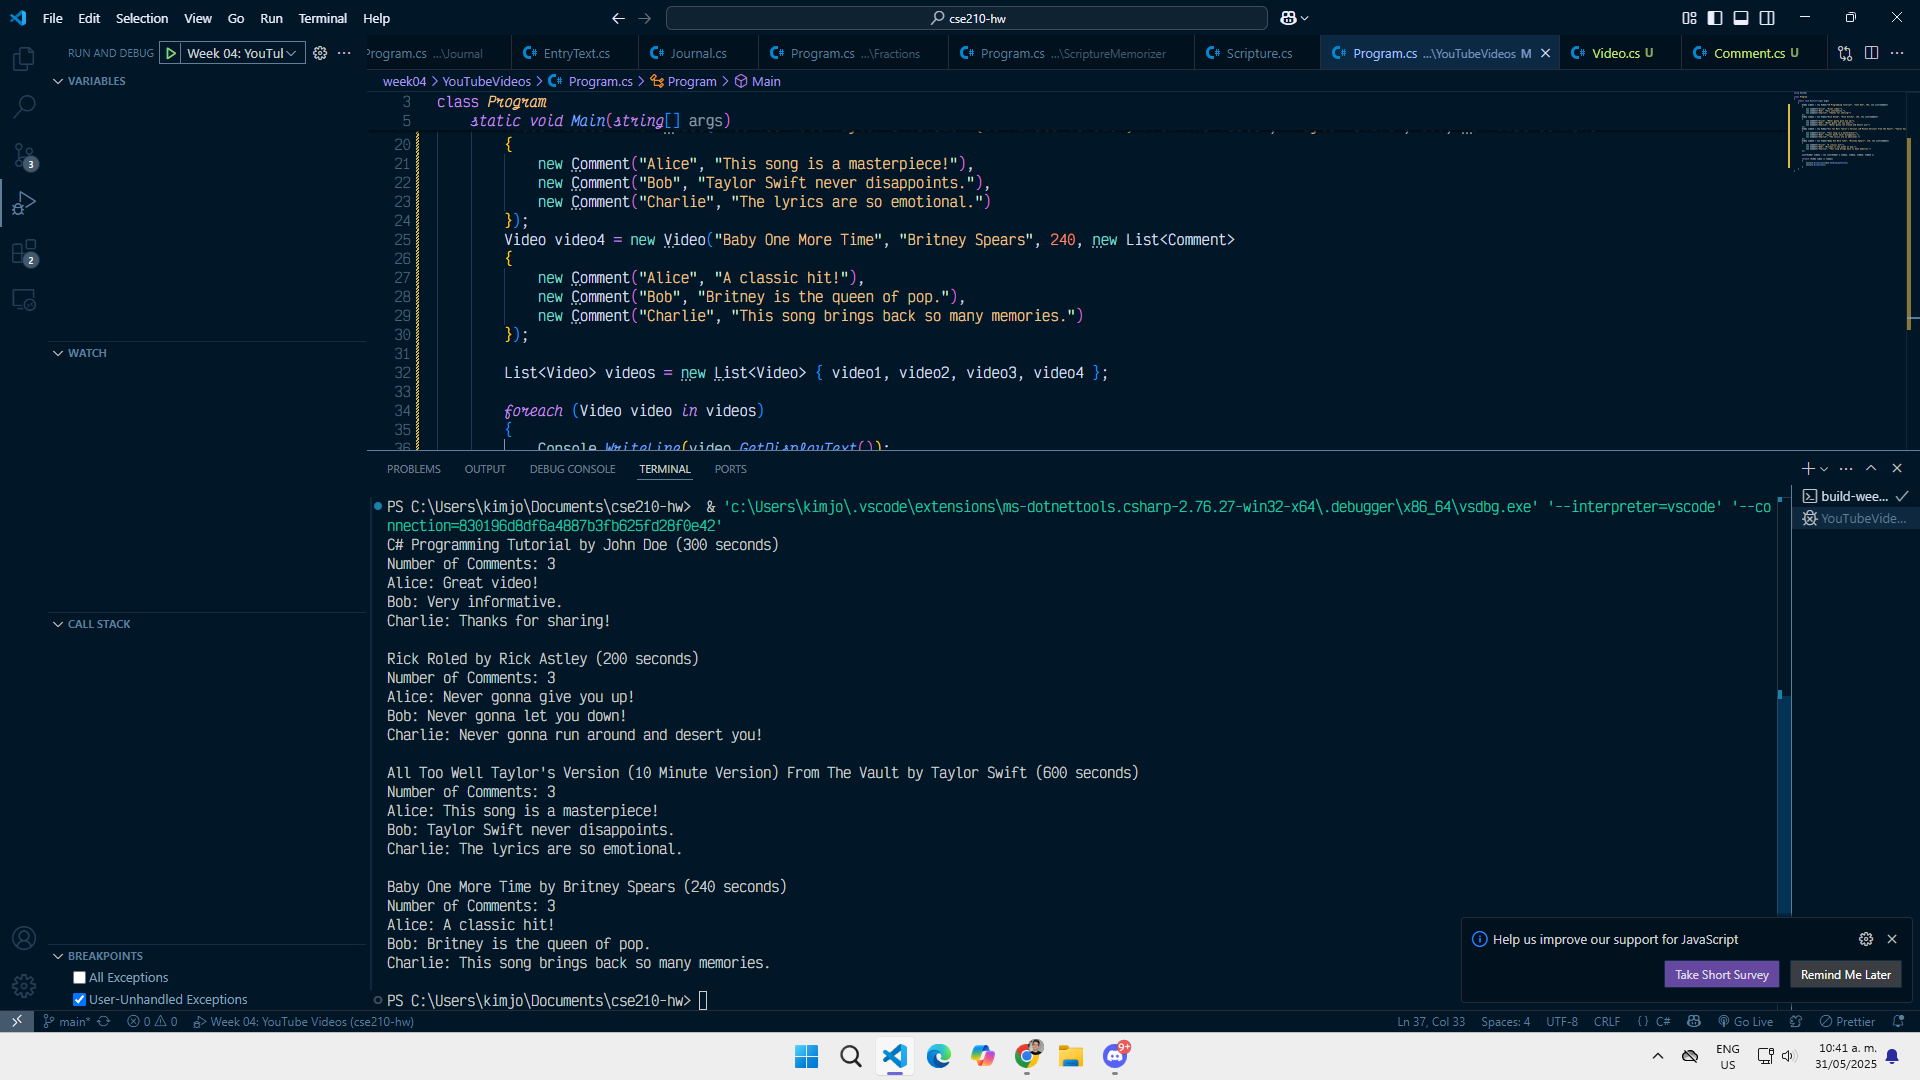 File Edit Selection View Go Run Terminal Help
cse210-hw
RUN AND DEBUG Week 04: YouTul
Program.cs ...\Journal
EntryText.cs
Journal.cs
Program.cs ...\Fractions
Program.cs ...\ScriptureMemorizer
Scripture.cs
Program.cs ...\YouTubeVideos M
Video.cs U
Comment.cs U
VARIABLES
week04 > YouTubeVideos > Program.cs > Program > Main
3 class Program
5 static void Main(string[] args)
20 {
21 new Comment("Alice", "This song is a masterpiece!"),
22 new Comment("Bob", "Taylor Swift never disappoints."),
23 new Comment("Charlie", "The lyrics are so emotional.")
24 });
25 Video video4 = new Video("Baby One More Time", "Britney Spears", 240, new List<Comment>
26 {
27 new Comment("Alice", "A classic hit!"),
28 new Comment("Bob", "Britney is the queen of pop."),
29 new Comment("Charlie", "This song brings back so many memories.")
30 });
31
32 List<Video> videos = new List<Video> { video1, video2, video3, video4 };
33
34 foreach (Video video in videos)
35 {
36 Console.WriteLine(video.GetDisplayText());
3
2
WATCH
CALL STACK
BREAKPOINTS
All Exceptions
User-Unhandled Exceptions
PROBLEMS OUTPUT DEBUG CONSOLE TERMINAL PORTS
build-wee...
YouTubeVide...
PS C:\Users\kimjo\Documents\cse210-hw> & 'c:\Users\kimjo\.vscode\extensions\ms-dotnettools.csharp-2.76.27-win32-x64\.debugger\x86_64\vsdbg.exe' '--interpreter=vscode' '--co
nnection=830196d8df6a4887b3fb625fd28f0e42'
C# Programming Tutorial by John Doe (300 seconds)
Number of Comments: 3
Alice: Great video!
Bob: Very informative.
Charlie: Thanks for sharing!
Rick Roled by Rick Astley (200 seconds)
Number of Comments: 3
Alice: Never gonna give you up!
Bob: Never gonna let you down!
Charlie: Never gonna run around and desert you!
All Too Well Taylor's Version (10 Minute Version) From The Vault by Taylor Swift (600 seconds)
Number of Comments: 3
Alice: This song is a masterpiece!
Bob: Taylor Swift never disappoints.
Charlie: The lyrics are so emotional.
Baby One More Time by Britney Spears (240 seconds)
Number of Comments: 3
Alice: A classic hit!
Bob: Britney is the queen of pop.
Charlie: This song brings back so many memories.
PS C:\Users\kimjo\Documents\cse210-hw>
Help us improve our support for JavaScript
Take Short Survey Remind Me Later
main* 0 0 Week 04: YouTube Videos (cse210-hw)
Ln 37, Col 33 Spaces: 4 UTF-8 CRLF {} C# Go Live Prettier
9+
ENG
US
10:41 a. m.
31/05/2025